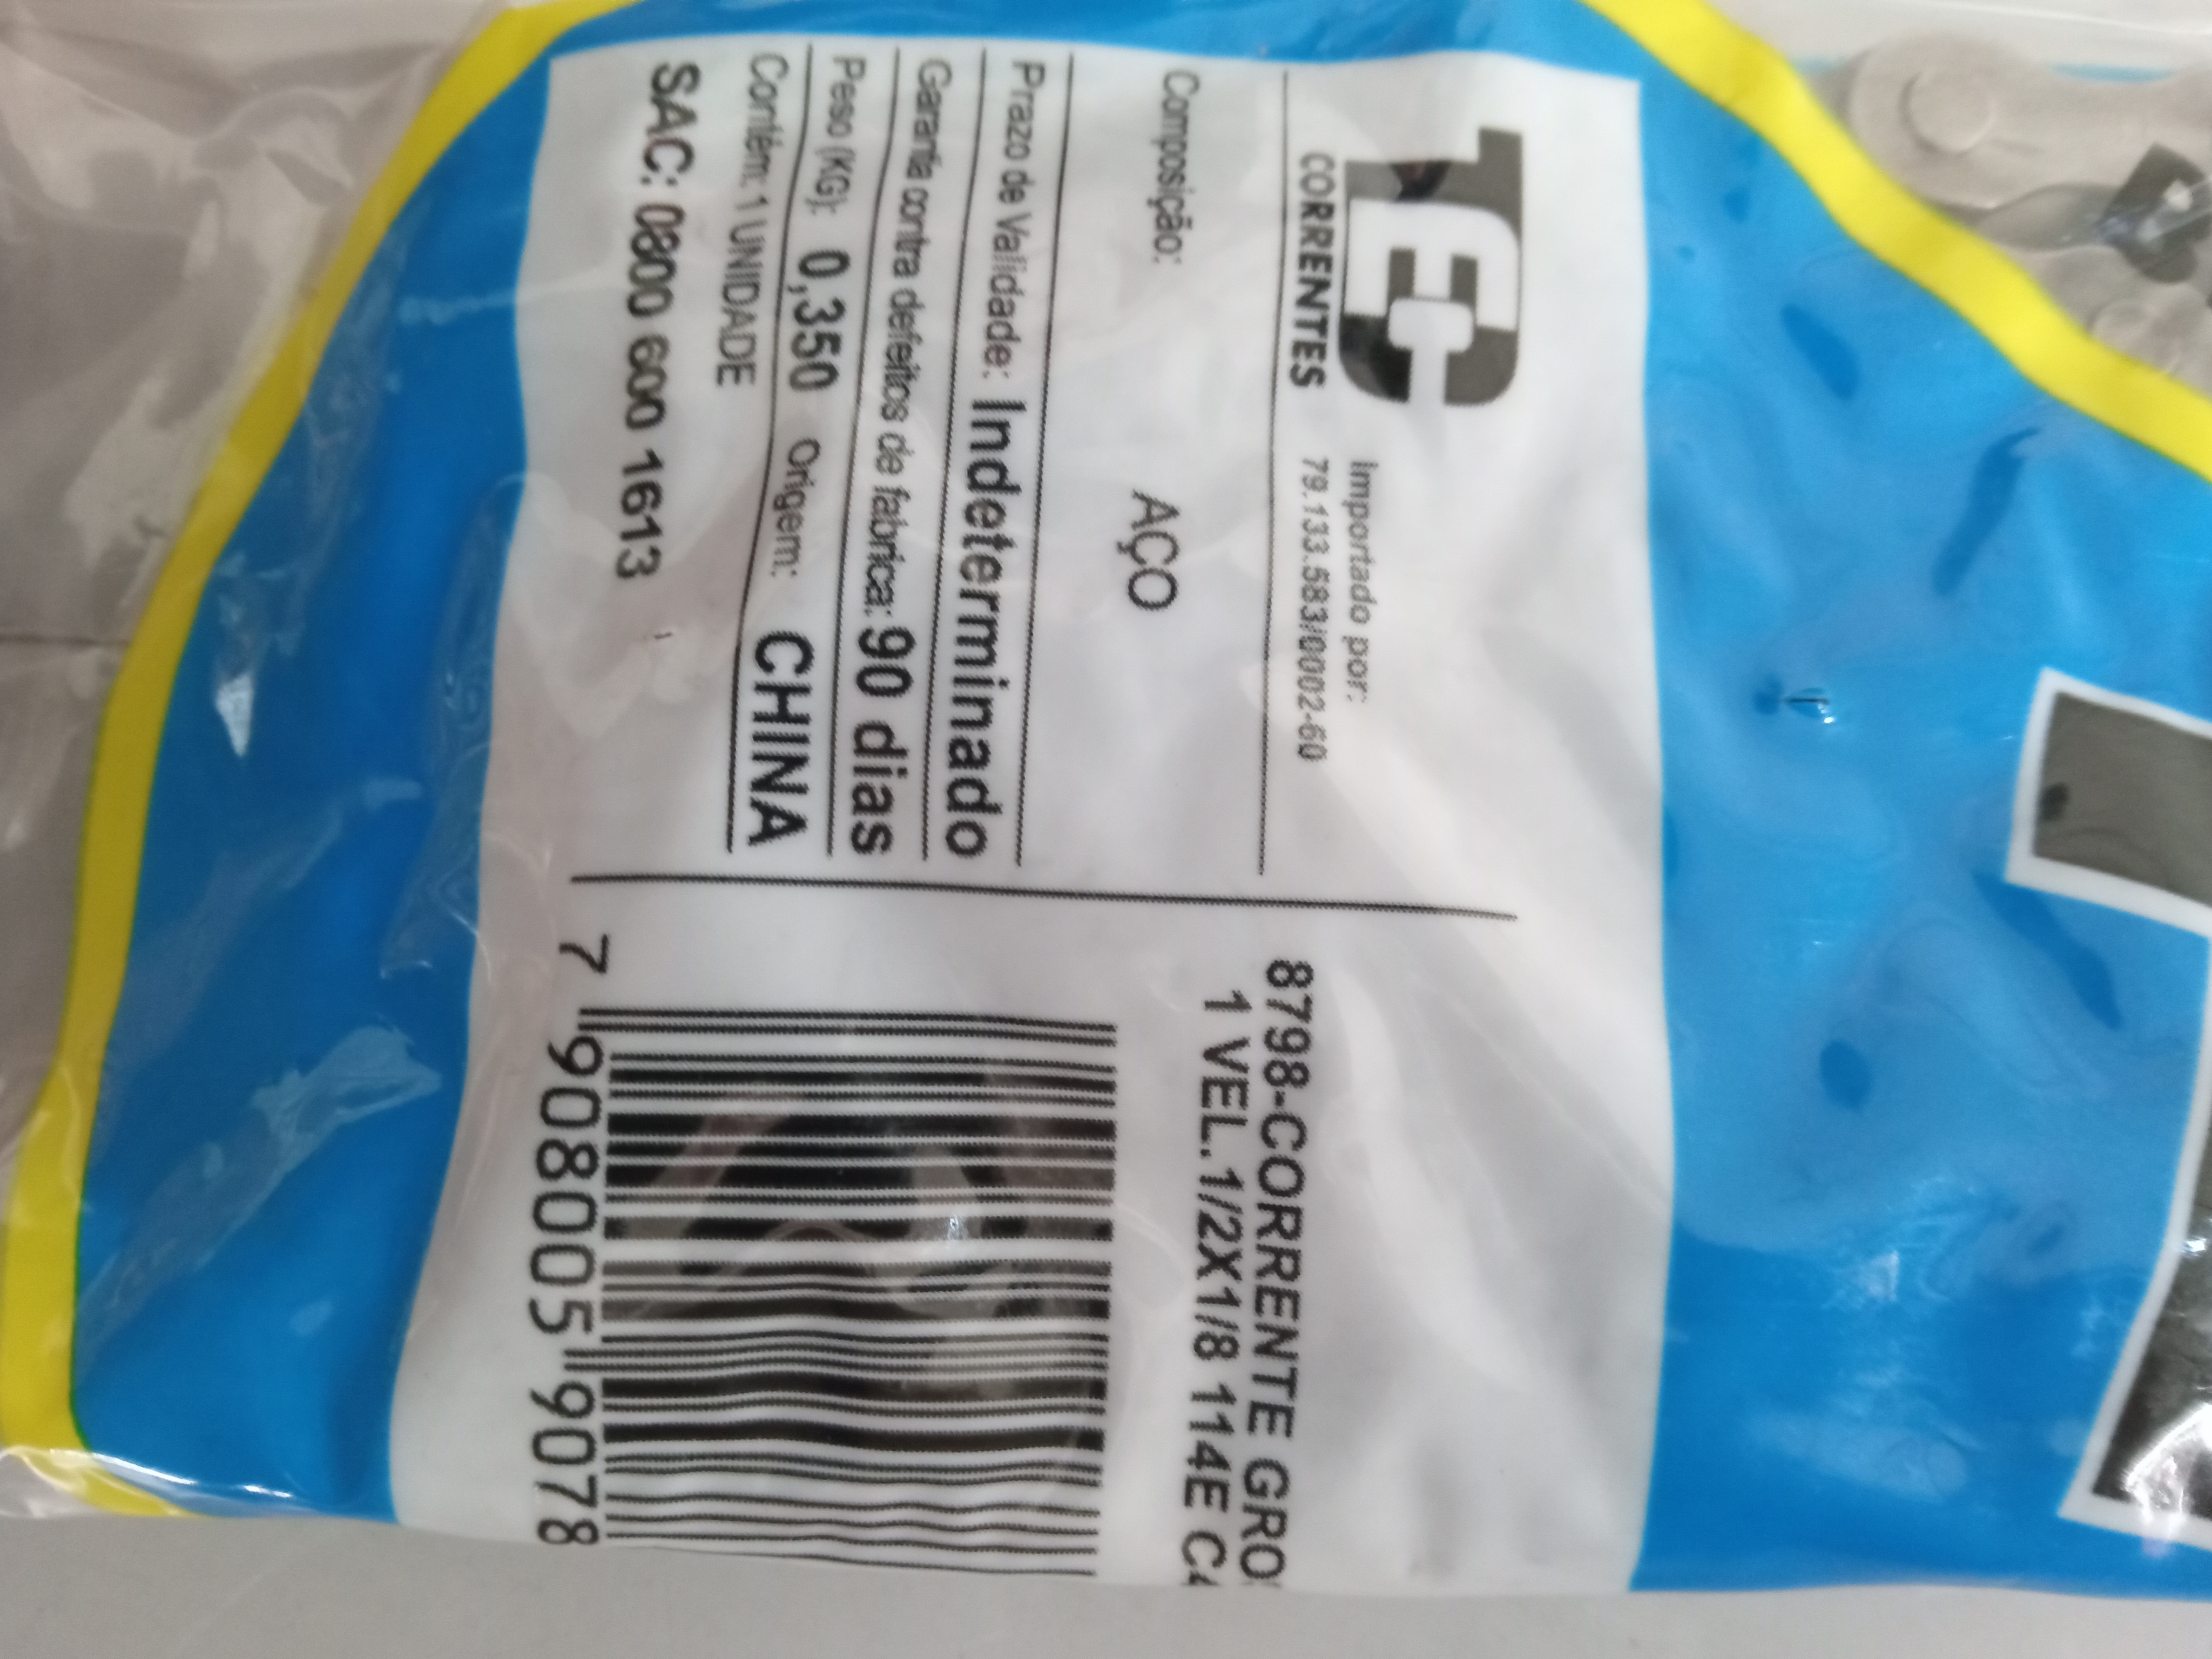 TEC
CORRENTES
Importado por:
79.133.583/0002-60
Composição:
AÇO
Prazo de Validade: Indeterminado
Garantia contra defeitos de fabrica: 90 dias
Peso (KG): 0,350 Origem: CHINA
Contém: 1 UNIDADE
SAC: 0800 600 1613
8798-CORRENTE GRO
1 VEL. 1/2X1/8 114E
7 908005 9078